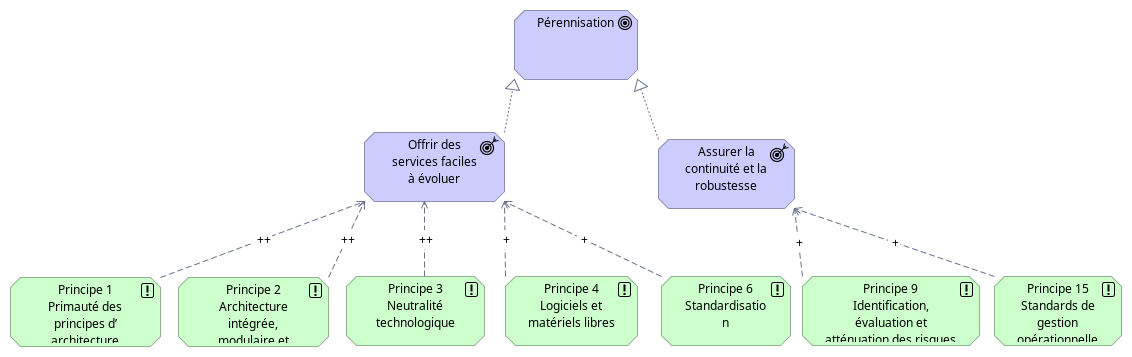 Pérennisation
Offrir des
services faciles
à évoluer
Assurer la
continuité et la
robustesse
++
++
++
+
+
+
+
Principe 1
Primauté des
principes d’
architecture
Principe 2
Architecture
intégrée,
modulaire et
Principe 3
Neutralité
technologique
Principe 4
Logiciels et
matériels libres
Principe 6
Standardisatio
n
Principe 9
Identification,
évaluation et
atténuation des risques
Principe 15
Standards de
gestion
opérationnelle